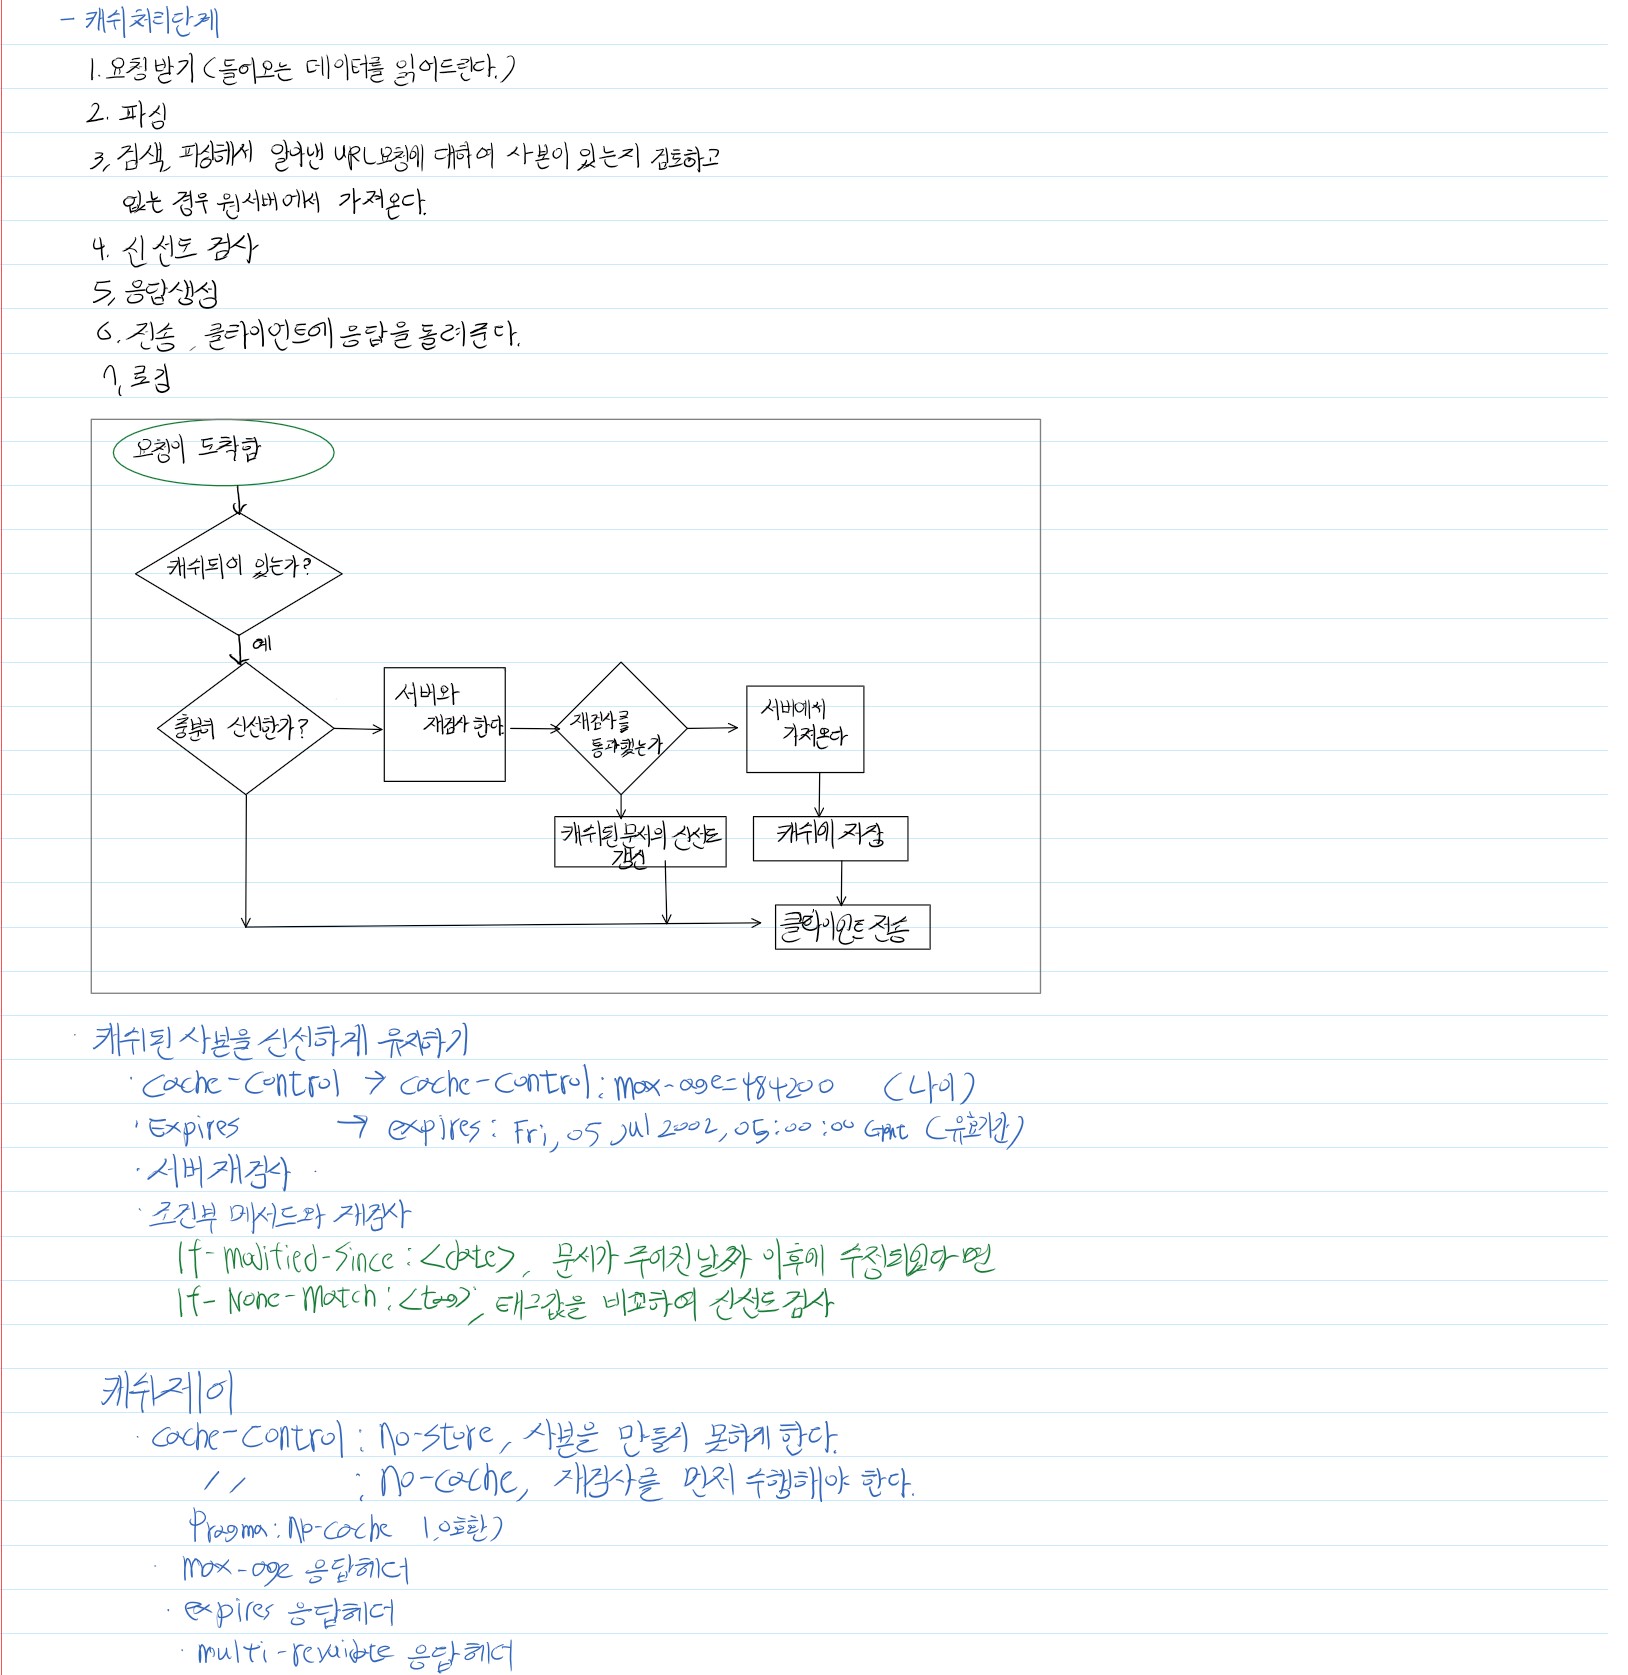 - 캐쉬 처리단계
1. 요청 받기 (들어오는 데이터를 읽어드린다.)
2. 파싱
3. 검색, 파싱해서 알아낸 URL요청에 대하여 사본이 있는지 검토하고
없는 경우 원서버에서 가져온다.
4. 신선도 검사
5. 응답생성
6. 전송, 클라이언트에 응답을 돌려준다.
7. 로깅
요청이 도착함
캐쉬되어 있는가?
예
충분히 신선한가?
서버와
재검사 한다
재검사를
통과했는가
서버에서
가져온다
캐쉬된 문서의 신선도
갱신
캐쉬에 저장
클라이언트 전송
· 캐쉬된 사본을 신선하게 유지하기
· Cache-Control → cache-control: max-age=484200 (나이)
· Expires → expires: Fri, 05 Jul 2002, 05:00:00 GMT (유효기간)
· 서버 재검사
· 조건부 메서드와 재검사
If-modified-since: <date>, 문서가 주어진 날짜 이후에 수정되었다면
If-None-Match: <tag>, 태그값을 비교하여 신선도 검사
캐쉬제어
· cache-control: No-store, 사본을 만들지 못하게 한다.
〃 : No-cache, 재검사를 먼저 수행해야 한다.
Pragma: No-cache 1.0호환)
· max-age 응답헤더
· expires 응답헤더
· 응답헤더